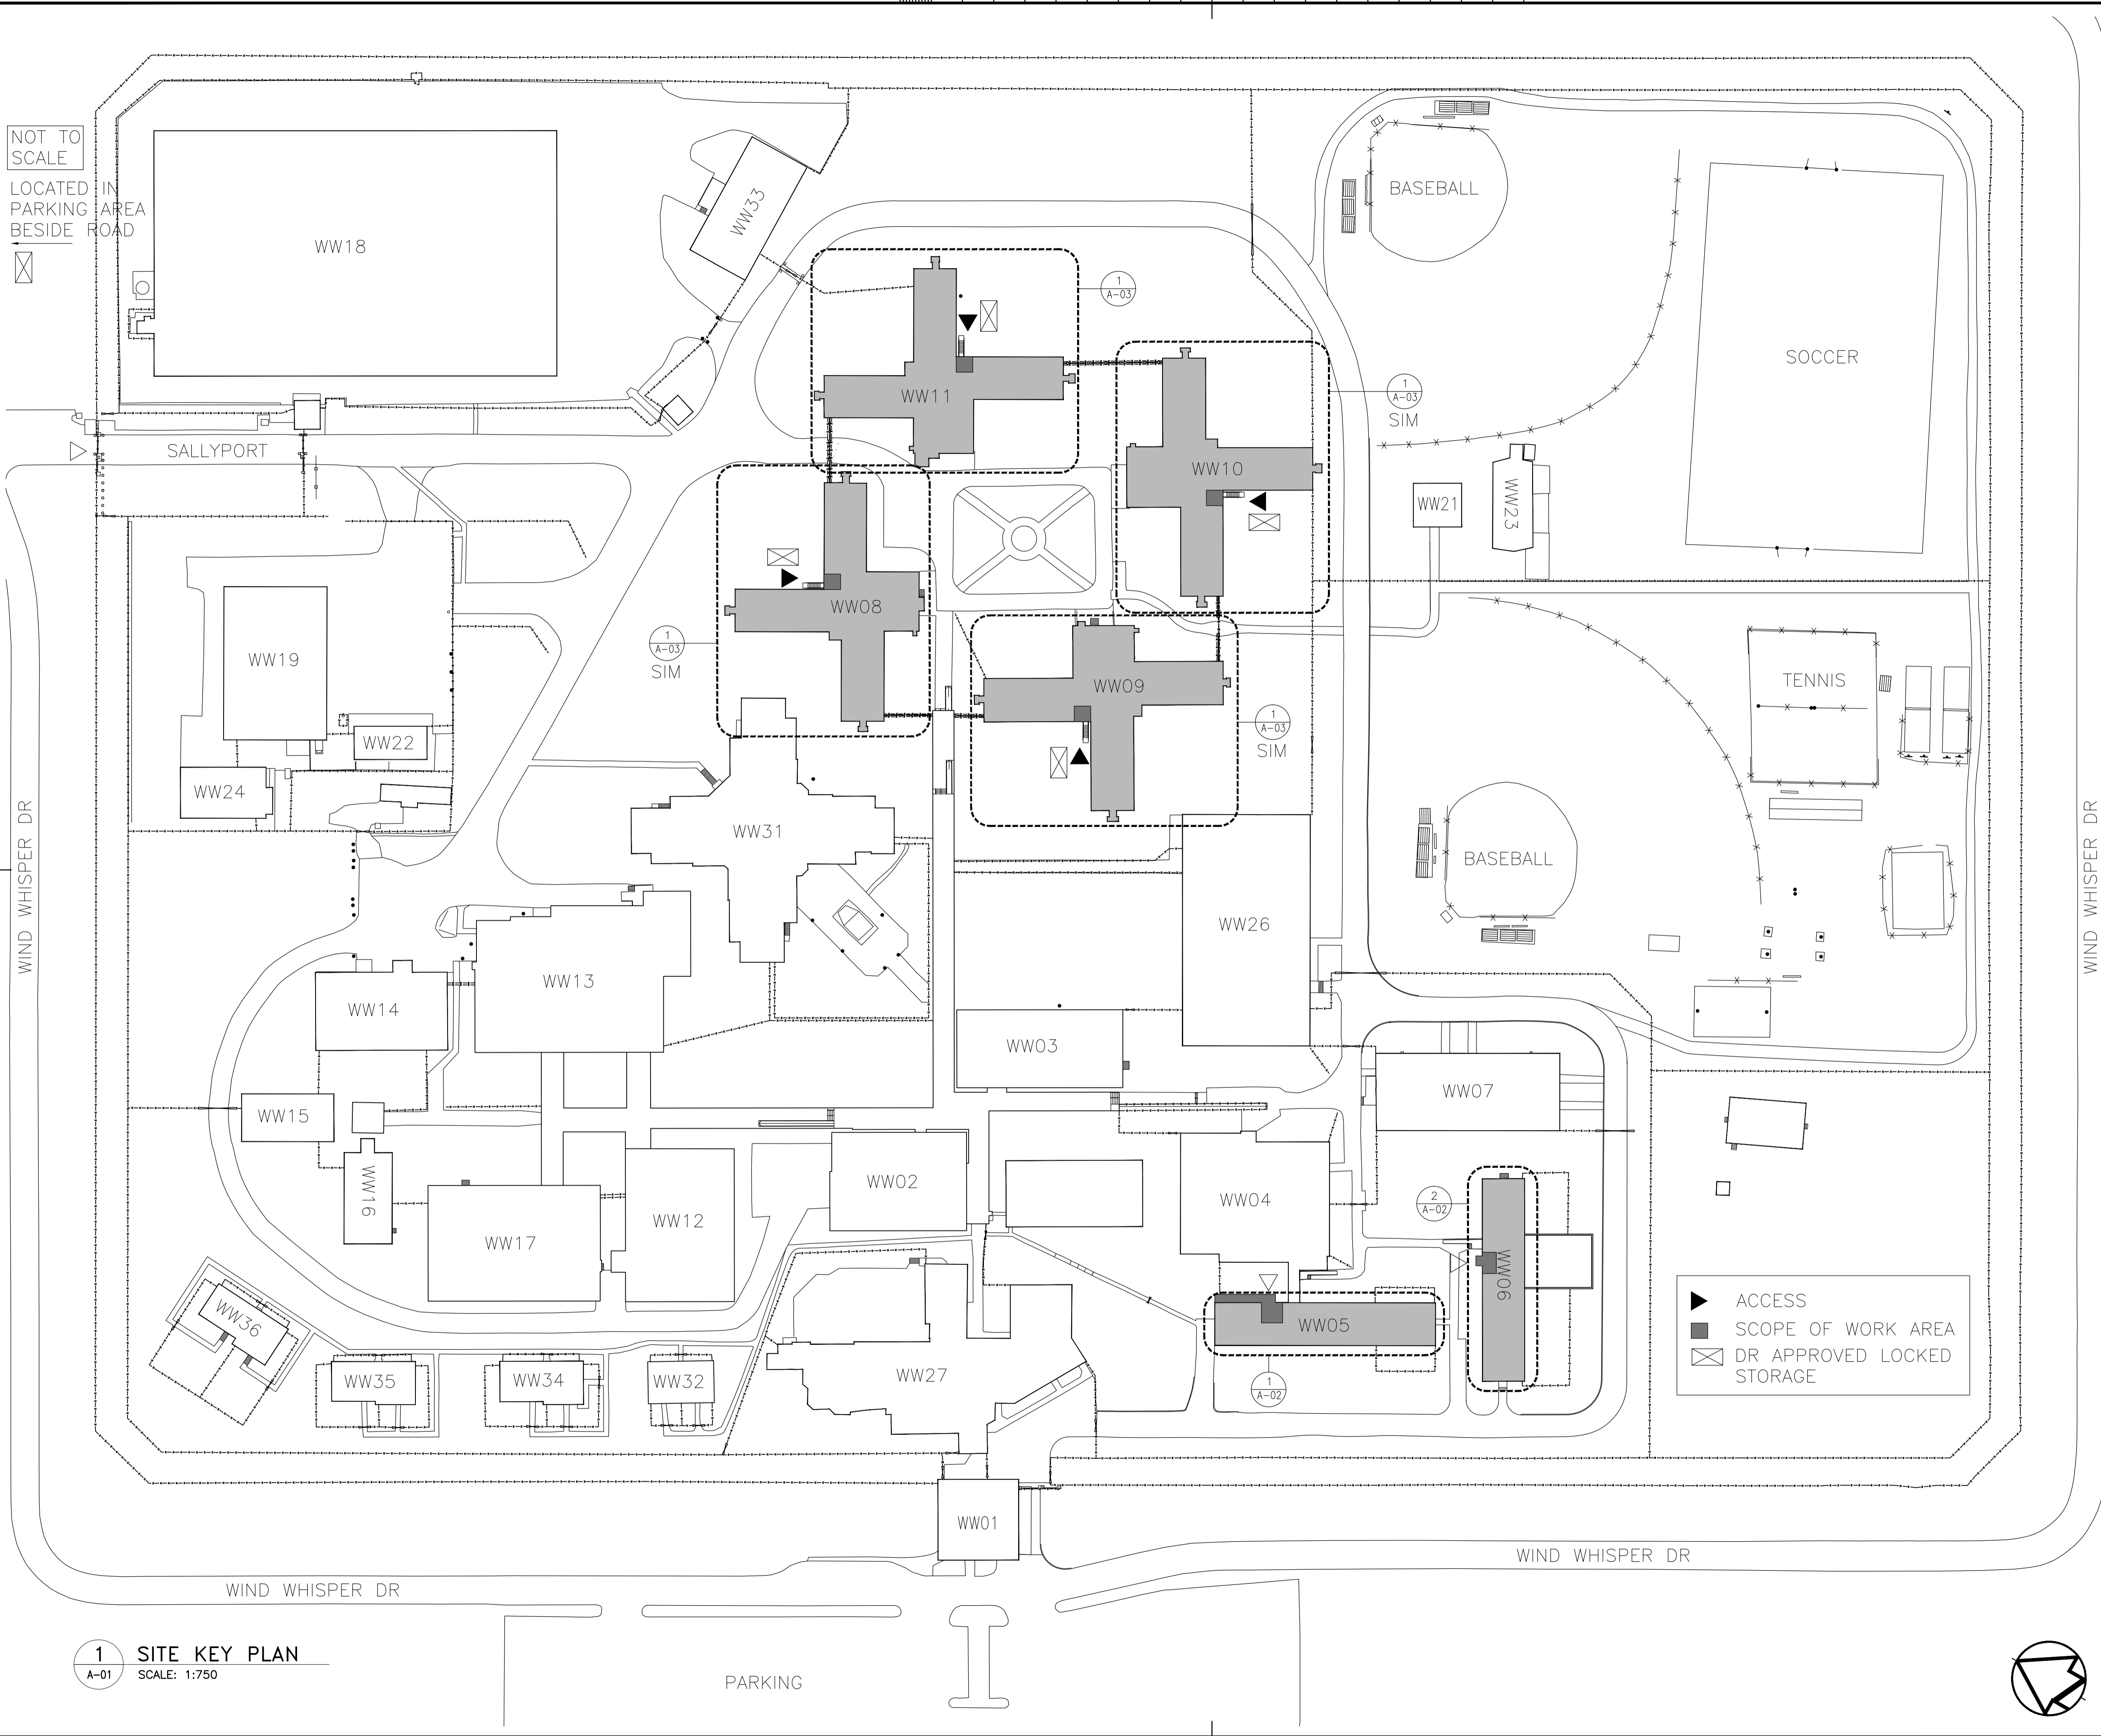 NOT TO
SCALE
LOCATED IN
PARKING AREA
BESIDE ROAD
WW18
WW33
BASEBALL
1
A-03
SOCCER
1
A-03
SIM
WW11
SALLYPORT
WW10
WW21
WW23
WW08
1
A-03
SIM
WW19
WW09
1
A-03
SIM
TENNIS
WW22
WW24
WW31
WIND WHISPER DR
WIND WHISPER DR
BASEBALL
WW26
WW13
WW14
WW03
WW07
WW15
WW16
WW02
WW04
2
A-02
WW12
WW17
WW06
WW36
WW05
WW35
WW34
WW32
WW27
1
A-02
ACCESS
SCOPE OF WORK AREA
DR APPROVED LOCKED
STORAGE
WW01
WIND WHISPER DR
WIND WHISPER DR
1
A-01
SITE KEY PLAN
SCALE: 1:750
PARKING